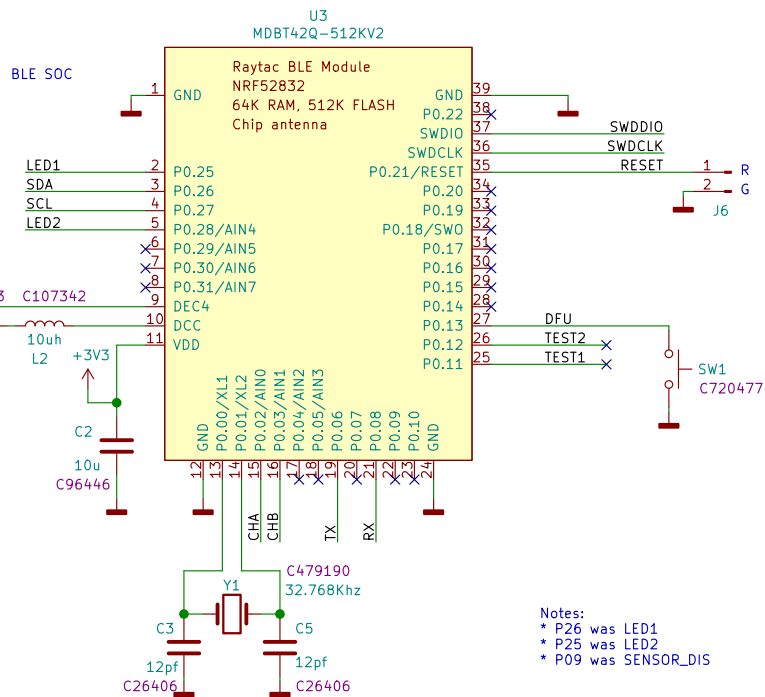 U3
MDBT42Q-512KV2
BLE SOC
Raytac BLE Module
NRF52832
64K RAM, 512K FLASH
Chip antenna
1 GND
GND 39
P0.22 38
SWDIO 37 SWDDIO
SWDCLK 36 SWDCLK
LED1 2 P0.25
P0.21/RESET 35 RESET 1 R
SDA 3 P0.26
P0.20 34 2 G
SCL 4 P0.27
P0.19 33 J6
LED2 5 P0.28/AIN4
P0.18/SWO 32
6 P0.29/AIN5
P0.17 31
7 P0.30/AIN6
P0.16 30
8 P0.31/AIN7
P0.15 29
3 C107342
9 DEC4
P0.14 28
10 DCC
P0.13 27 DFU
10uh
L2
11 VDD
P0.12 26 TEST2
+3V3
P0.11 25 TEST1
SW1
C720477
GND 12
P0.00/XL1 13
P0.01/XL2 14
P0.02/AIN0 15
P0.03/AIN1 16
P0.04/AIN2 17
P0.05/AIN3 18
P0.06 19
P0.07 20
P0.08 21
P0.09 22
P0.10 23
GND 24
C2
10u
C96446
CHA
CHB
TX
RX
C479190
Y1 32.768Khz
C3
12pf
C26406
C5
12pf
C26406
Notes:
* P26 was LED1
* P25 was LED2
* P09 was SENSOR_DIS